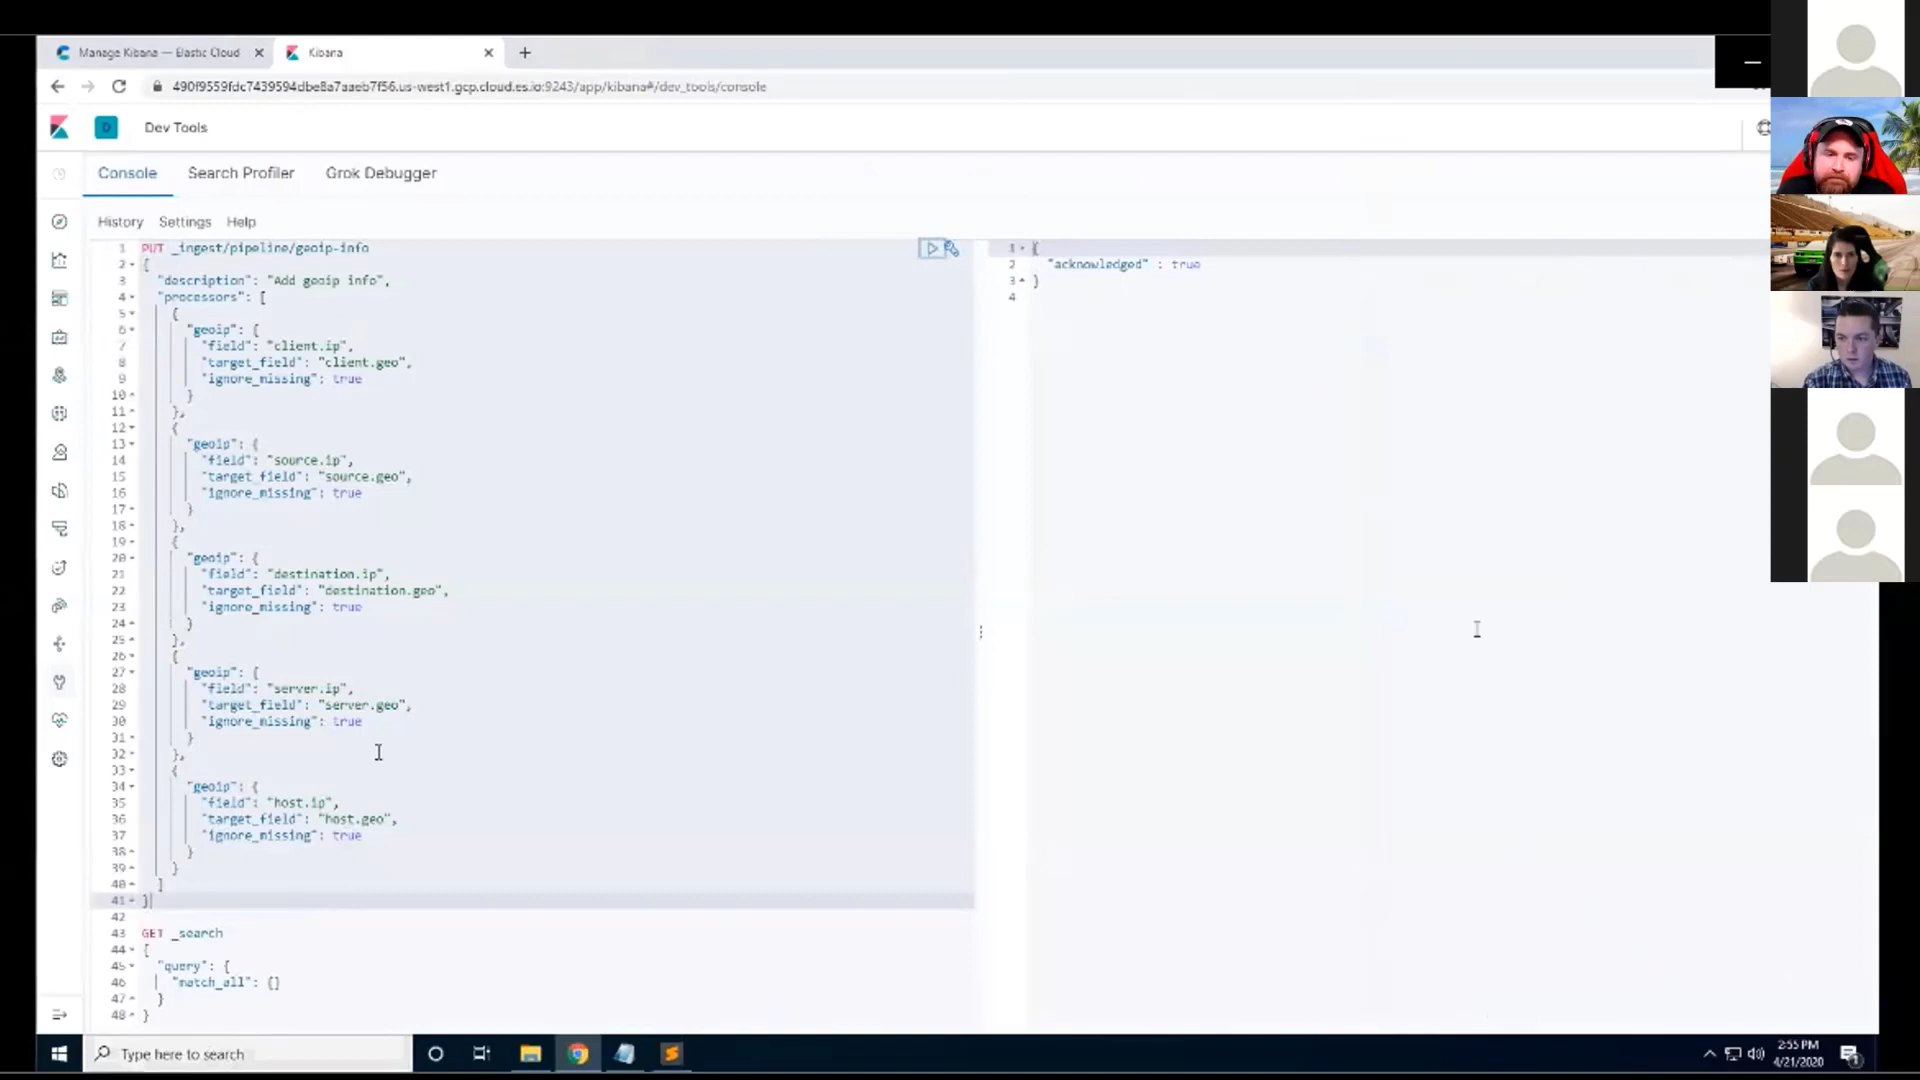 Manage Kibana — Elastic Cloud
Kibana
490f9559fdc7439594dbe8a7aaeb7f56.us-west1.gcp.cloud.es.io:9243/app/kibana#/dev_tools/console
D
Dev Tools
Console
Search Profiler
Grok Debugger
History
Settings
Help
1 PUT _ingest/pipeline/geoip-info
2 {
3 "description": "Add geoip info",
4 "processors": [
5 {
6 "geoip": {
7 "field": "client.ip",
8 "target_field": "client.geo",
9 "ignore_missing": true
10 }
11 },
12 {
13 "geoip": {
14 "field": "source.ip",
15 "target_field": "source.geo",
16 "ignore_missing": true
17 }
18 },
19 {
20 "geoip": {
21 "field": "destination.ip",
22 "target_field": "destination.geo",
23 "ignore_missing": true
24 }
25 },
26 {
27 "geoip": {
28 "field": "server.ip",
29 "target_field": "server.geo",
30 "ignore_missing": true
31 }
32 },
33 {
34 "geoip": {
35 "field": "host.ip",
36 "target_field": "host.geo",
37 "ignore_missing": true
38 }
39 }
40 ]
41 }
42
43 GET _search
44 {
45 "query": {
46 "match_all": {}
47 }
48 }
1 {
2 "acknowledged" : true
3 }
4
Type here to search
2:55 PM
4/21/2020
1